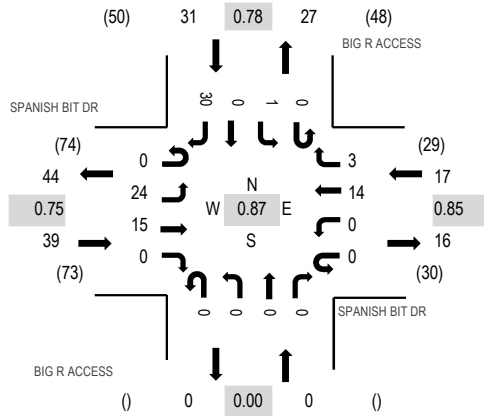 (50) 31 0.78 27 (48)
BIG R ACCESS
SPANISH BIT DR
30 0 1 0
(74) (29)
44 0 3 17
24 N 14
0.75 W 0.87 E 0.85
39 15 S 0 16
0 0
(73) (30)
0 0 0 0
SPANISH BIT DR
BIG R ACCESS
() 0 0.00 0 ()